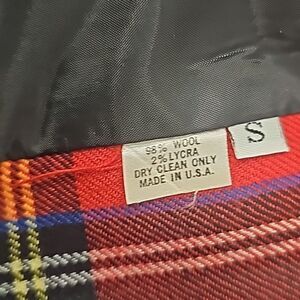 98% WOOL
2% LYCRA
DRY CLEAN ONLY
MADE IN U.S.A.
S